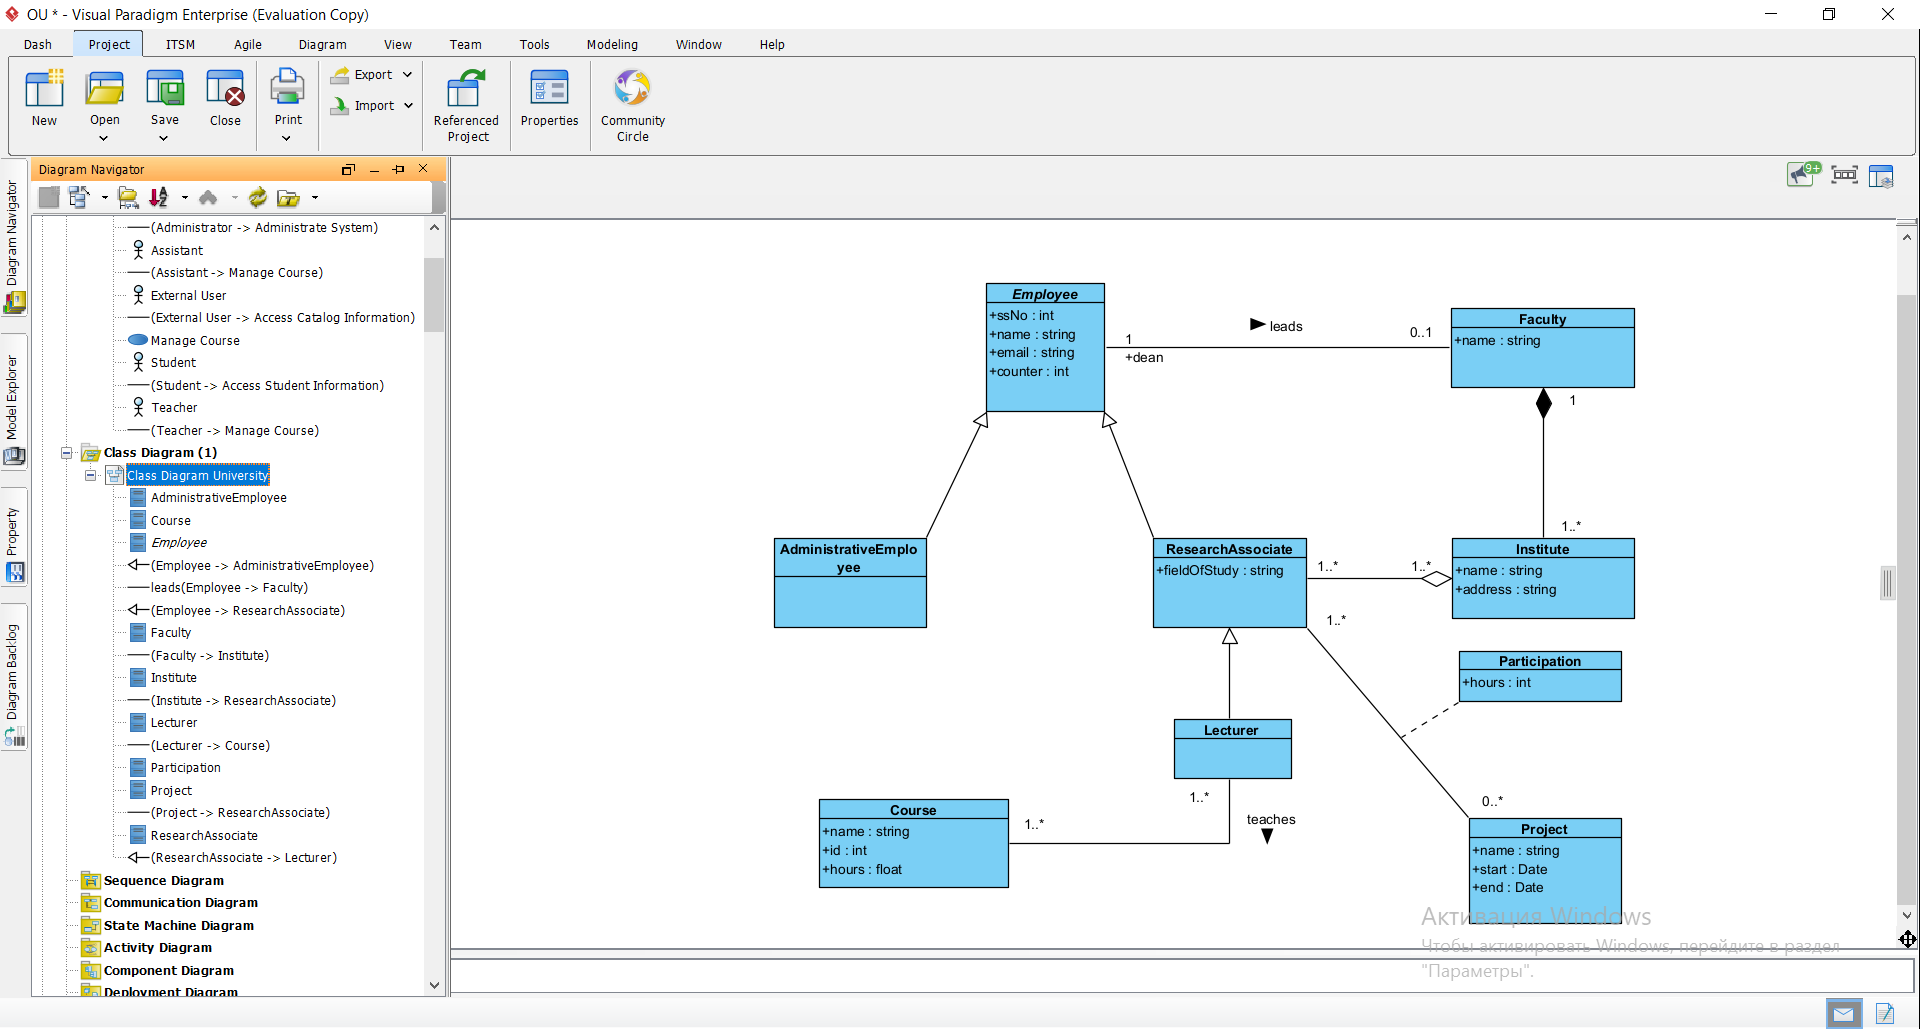 OU * - Visual Paradigm Enterprise (Evaluation Copy)
Dash Project ITSM Agile Diagram View Team Tools Modeling Window Help
New Open Save Close Print Export Import Referenced Project Properties Community Circle
Diagram Navigator
Diagram Navigator
Model Explorer
Property
Diagram Backlog
(Administrator -> Administrate System)
Assistant
(Assistant -> Manage Course)
External User
(External User -> Access Catalog Information)
Manage Course
Student
(Student -> Access Student Information)
Teacher
(Teacher -> Manage Course)
Class Diagram (1)
Class Diagram University
AdministrativeEmployee
Course
Employee
(Employee -> AdministrativeEmployee)
leads(Employee -> Faculty)
(Employee -> ResearchAssociate)
Faculty
(Faculty -> Institute)
Institute
(Institute -> ResearchAssociate)
Lecturer
(Lecturer -> Course)
Participation
Project
(Project -> ResearchAssociate)
ResearchAssociate
(ResearchAssociate -> Lecturer)
Sequence Diagram
Communication Diagram
State Machine Diagram
Activity Diagram
Component Diagram
Deployment Diagram
9+
Employee
+ssNo : int
+name : string
+email : string
+counter : int
1
+dean
leads
0..1
Faculty
+name : string
1
1..*
AdministrativeEmplo
yee
ResearchAssociate
+fieldOfStudy : string
1..*
1..*
Institute
+name : string
+address : string
1..*
Participation
+hours : int
Lecturer
1..*
teaches
1..*
Course
+name : string
+id : int
+hours : float
0..*
Project
+name : string
+start : Date
+end : Date
Активация Windows
Чтобы активировать Windows, перейдите в раздел
"Параметры".